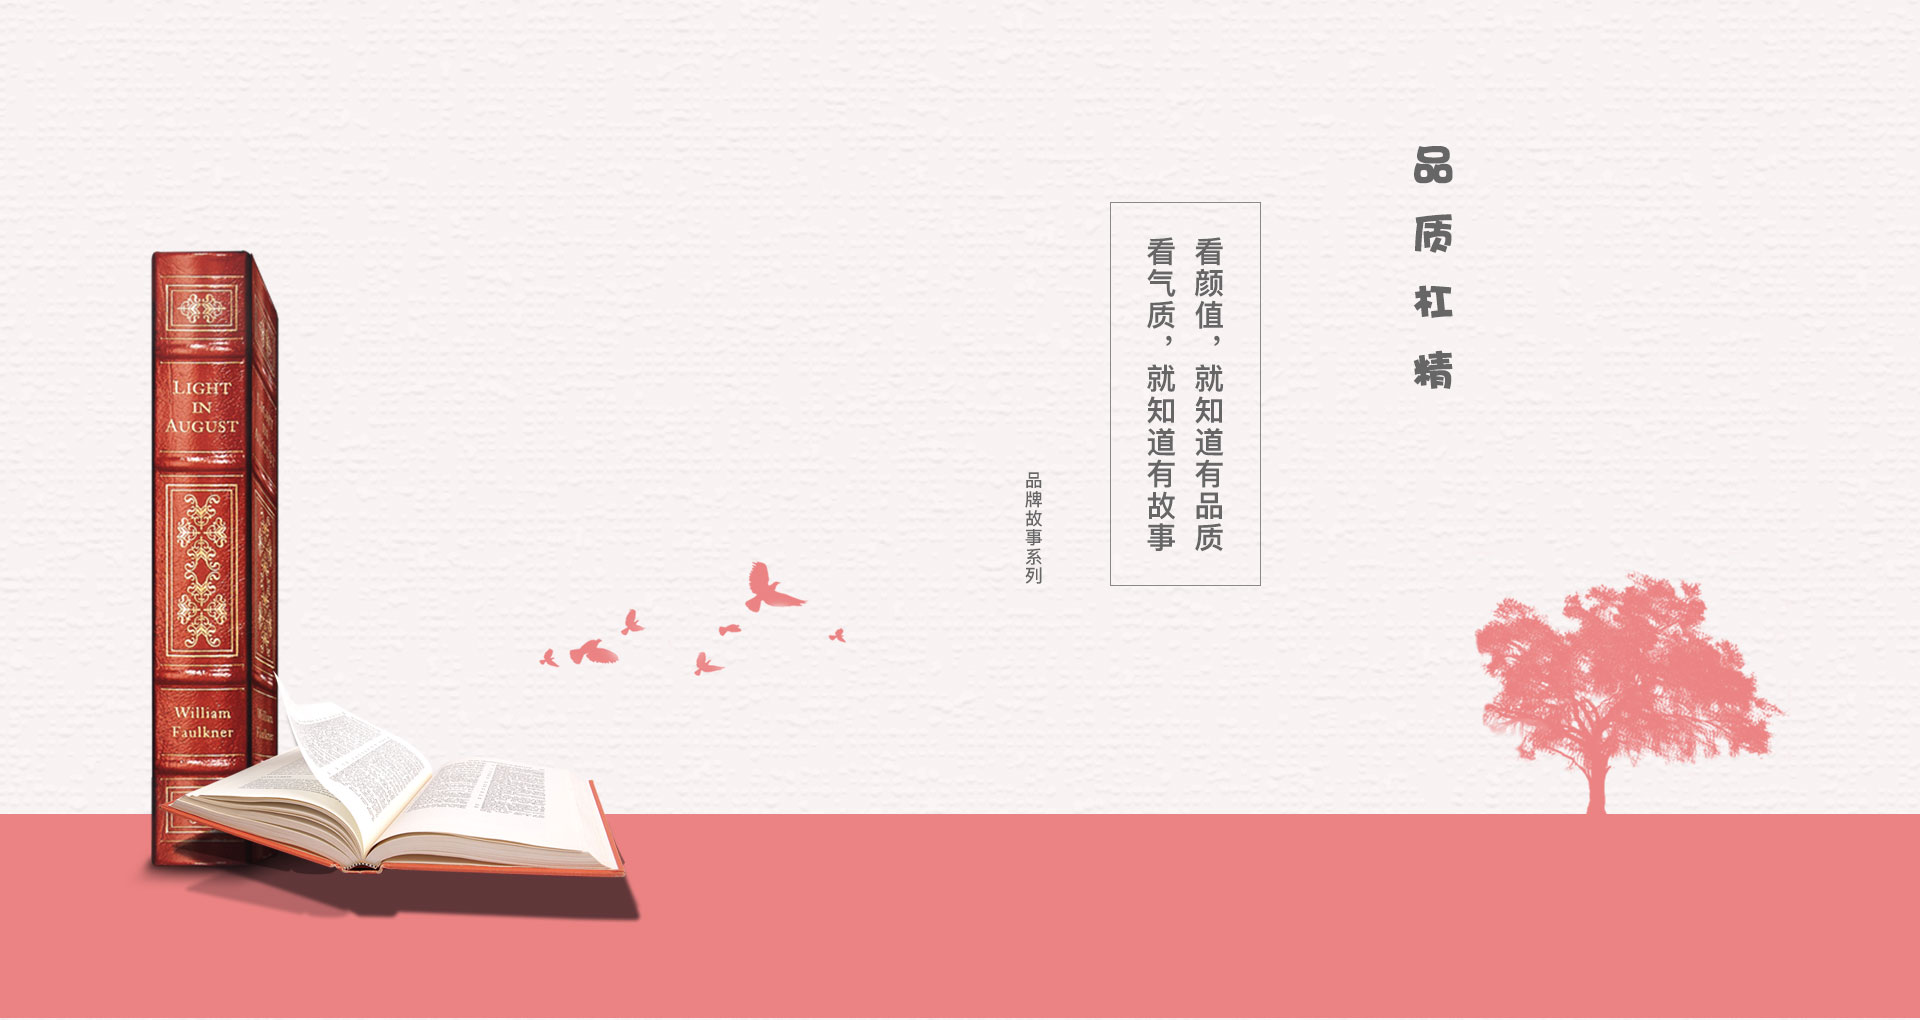 品质杠精
看颜值，就知道有品质
看气质，就知道有故事
品牌故事系列
LIGHT
IN
AUGUST
William
Faulkner